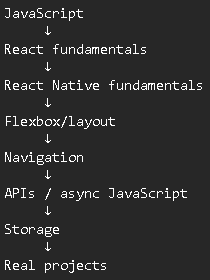 JavaScript
↓
React fundamentals
↓
React Native fundamentals
↓
Flexbox/layout
↓
Navigation
↓
APIs / async JavaScript
↓
Storage
↓
Real projects